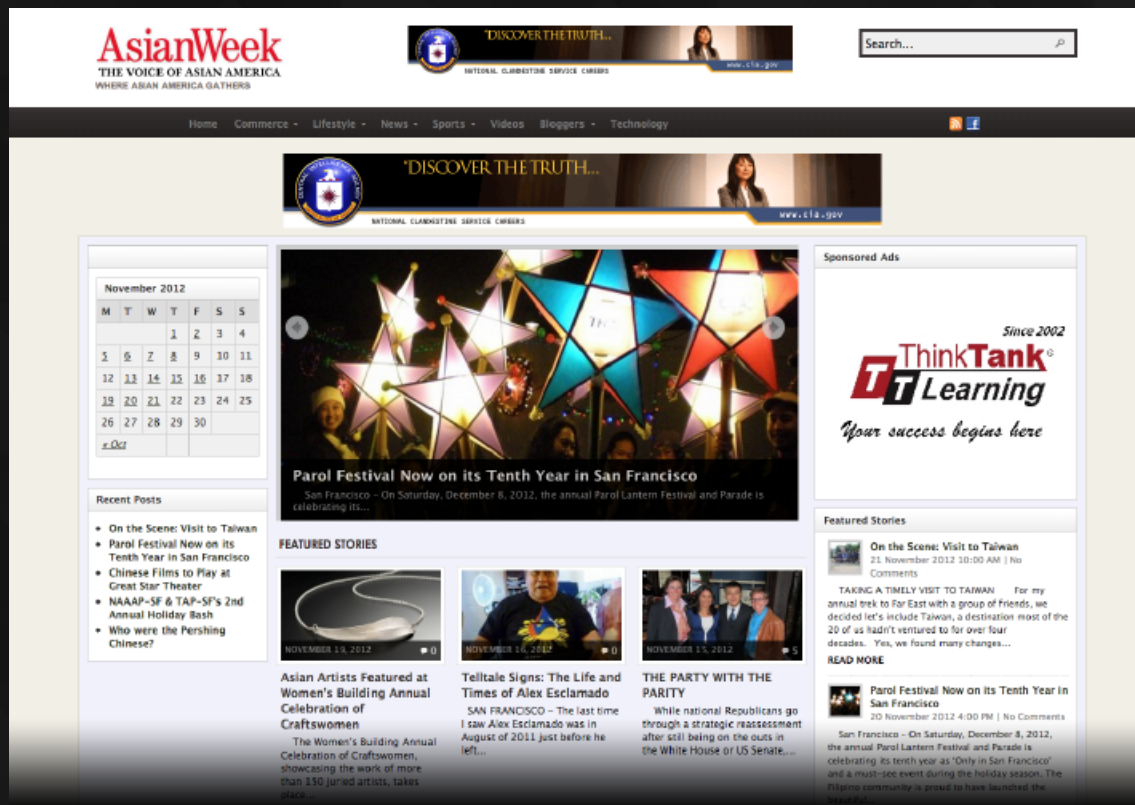 AsianWeek
THE VOICE OF ASIAN AMERICA
WHERE ASIAN AMERICA GATHERS
"DISCOVER THE TRUTH...
www.cia.gov
NATIONAL CLANDESTINE SERVICE CAREERS
Search...
Home Commerce Lifestyle News Sports Videos Bloggers Technology
"DISCOVER THE TRUTH...
www.cia.gov
NATIONAL CLANDESTINE SERVICE CAREERS
November 2012
M T W T F S S
1 2 3 4
5 6 7 8 9 10 11
12 13 14 15 16 17 18
19 20 21 22 23 24 25
26 27 28 29 30
« Oct
Recent Posts
On the Scene: Visit to Taiwan
Parol Festival Now on its
Tenth Year in San Francisco
Chinese Films to Play at
Great Star Theater
NAAAP-SF & TAP-SF's 2nd
Annual Holiday Bash
Who were the Pershing
Chinese?
Parol Festival Now on its Tenth Year in San Francisco
San Francisco – On Saturday, December 8, 2012, the annual Parol Lantern Festival and Parade is
celebrating its...
FEATURED STORIES
NOVEMBER 19, 2012 0
Asian Artists Featured at
Women's Building Annual
Celebration of
Craftswomen
The Women's Building Annual
Celebration of Craftswomen,
showcasing the work of more
than 150 juried artists, takes
place...
NOVEMBER 16, 2012 0
Telltale Signs: The Life and
Times of Alex Esclamado
SAN FRANCISCO – The last time
I saw Alex Esclamado was in
August of 2011 just before he
left...
NOVEMBER 15, 2012 5
THE PARTY WITH THE
PARITY
While national Republicans go
through a strategic reassessment
after still being on the outs in
the White House or US Senate,...
Sponsored Ads
Since 2002
ThinkTank
TT Learning
Your success begins here
Featured Stories
On the Scene: Visit to Taiwan
21 November 2012 10:00 AM | No
Comments
TAKING A TIMELY VISIT TO TAIWAN For my
annual trek to Far East with a group of friends, we
decided let's include Taiwan, a destination most of the
20 of us hadn't ventured to for over four
decades. Yes, we found many changes...
READ MORE
Parol Festival Now on its Tenth Year in
San Francisco
20 November 2012 4:00 PM | No Comments
San Francisco – On Saturday, December 8, 2012,
the annual Parol Lantern Festival and Parade is
celebrating its tenth year as "Only in San Francisco"
and a must-see event during the holiday season. The
Filipino community is proud to have launched the
beautiful...